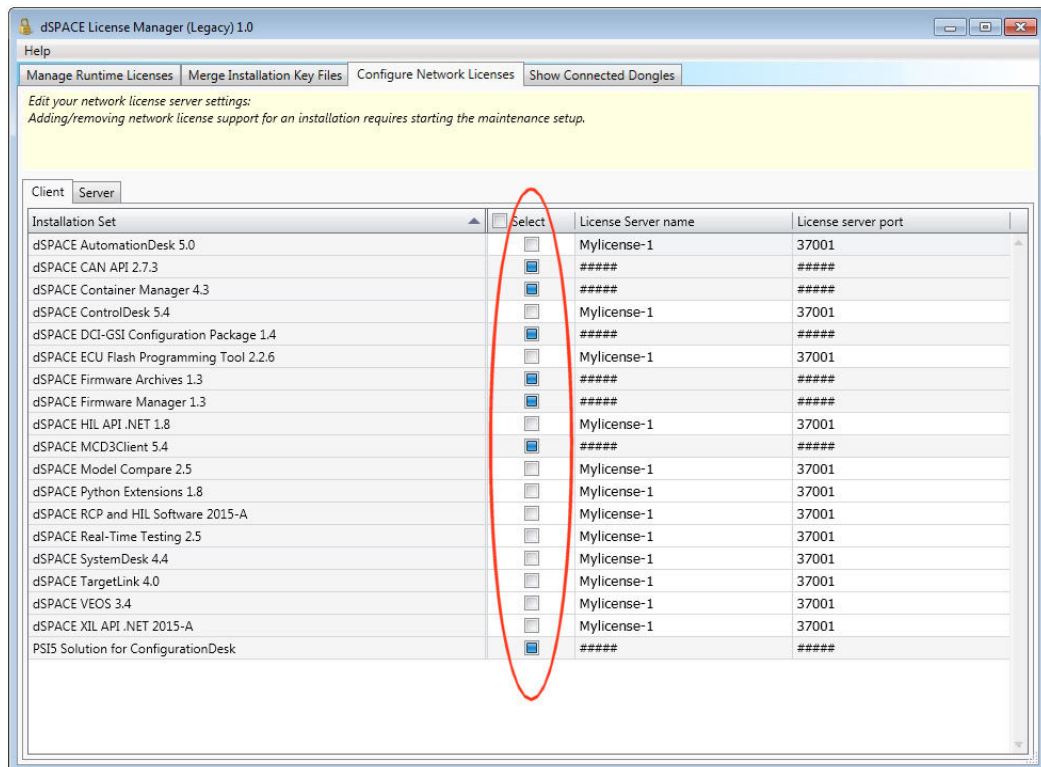 dSPACE License Manager (Legacy) 1.0
Help
Manage Runtime Licenses Merge Installation Key Files Configure Network Licenses Show Connected Dongles
Edit your network license server settings:
Adding/removing network license support for an installation requires starting the maintenance setup.
Client Server
Installation Set Select License Server name License server port
dSPACE AutomationDesk 5.0 Mylicense-1 37001
dSPACE CAN API 2.7.3 ##### #####
dSPACE Container Manager 4.3 ##### #####
dSPACE ControlDesk 5.4 Mylicense-1 37001
dSPACE DCI-GSI Configuration Package 1.4 ##### #####
dSPACE ECU Flash Programming Tool 2.2.6 Mylicense-1 37001
dSPACE Firmware Archives 1.3 ##### #####
dSPACE Firmware Manager 1.3 ##### #####
dSPACE HIL API .NET 1.8 Mylicense-1 37001
dSPACE MCD3Client 5.4 ##### #####
dSPACE Model Compare 2.5 Mylicense-1 37001
dSPACE Python Extensions 1.8 Mylicense-1 37001
dSPACE RCP and HIL Software 2015-A Mylicense-1 37001
dSPACE Real-Time Testing 2.5 Mylicense-1 37001
dSPACE SystemDesk 4.4 Mylicense-1 37001
dSPACE TargetLink 4.0 Mylicense-1 37001
dSPACE VEOS 3.4 Mylicense-1 37001
dSPACE XIL API .NET 2015-A Mylicense-1 37001
PSI5 Solution for ConfigurationDesk ##### #####